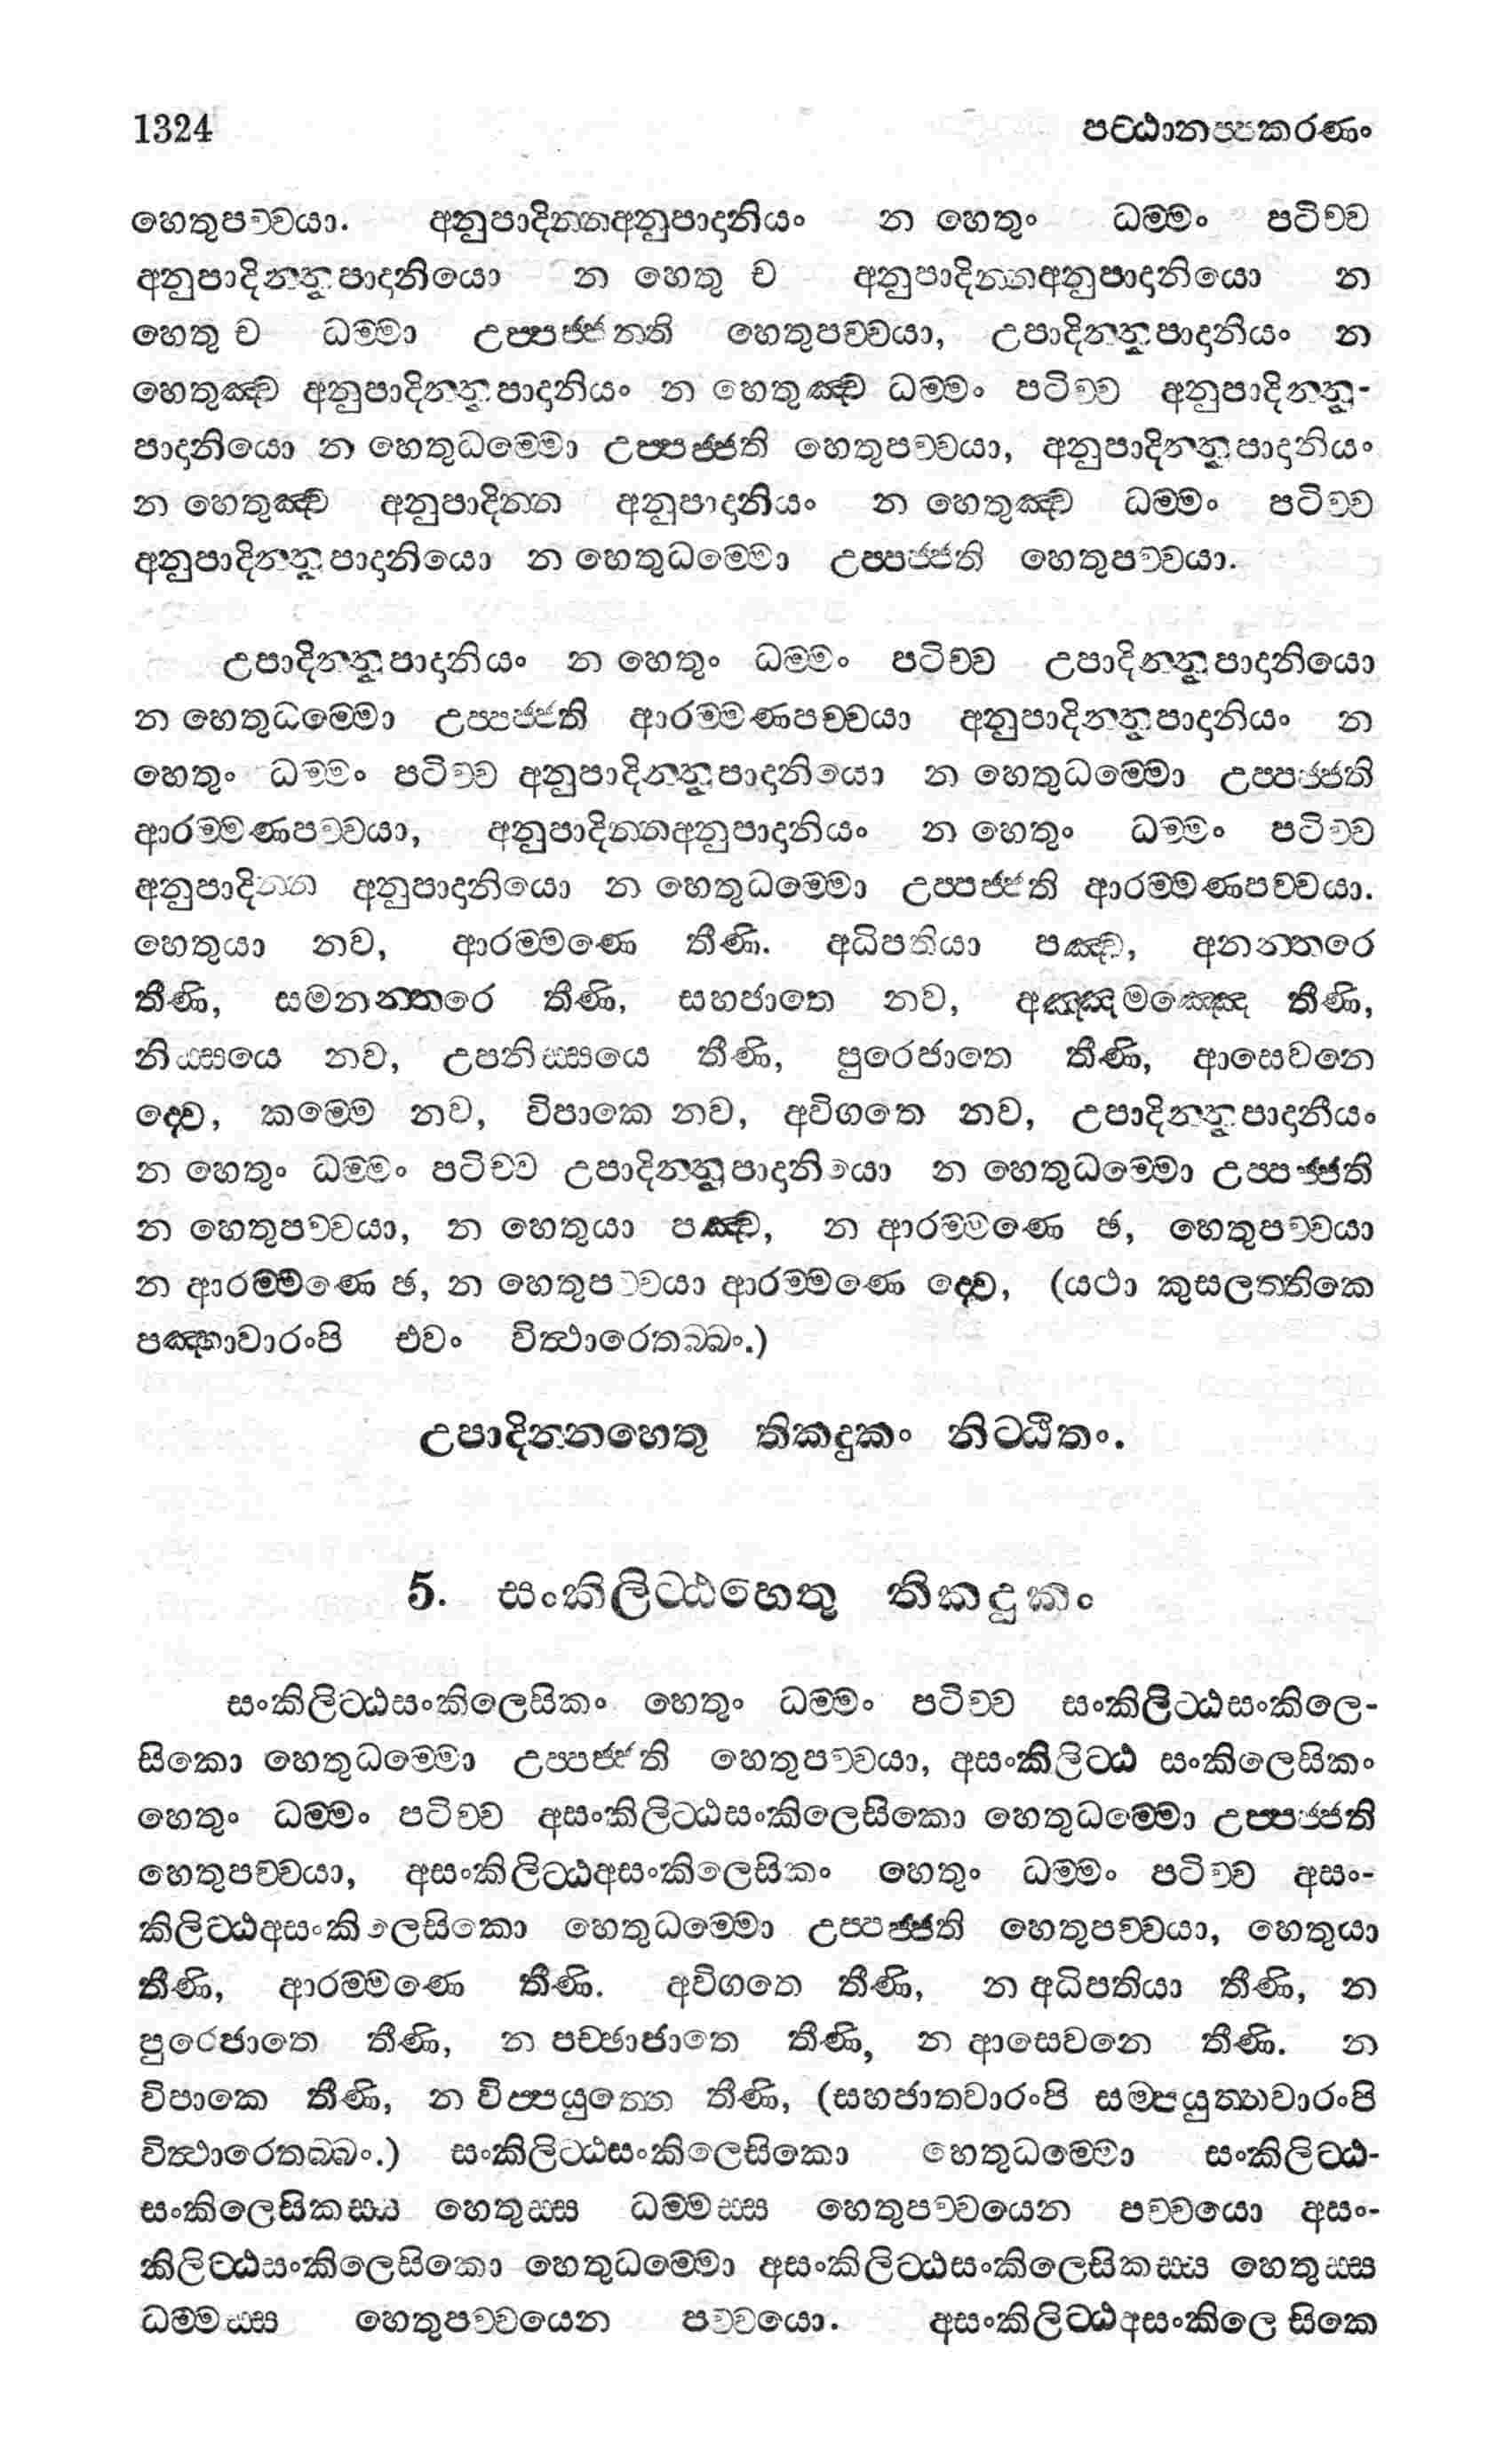 1324 පට්ඨානප්පකරණං
හෙතුපච්චයා. අනුපාදින්නඅනුපාදානියං න හෙතුං ධම්මං පටිච්ච
අනුපාදින්නුපාදානියො න හෙතු ච අනුපාදින්නඅනුපාදානියො න
හෙතු ච ධම්මා උප්පජ්ජන්ති හෙතුපච්චයා, උපාදින්නුපාදානියං න
හෙතුඤ්ච අනුපාදින්නුපාදානියං න හෙතුඤ්ච ධම්මං පටිච්ච අනුපාදින්නු-
පාදානියො න හෙතුධම්මො උප්පජ්ජති හෙතුපච්චයා, අනුපාදින්නුපාදානියං
න හෙතුඤ්ච අනුපාදින්න අනුපාදානියං න හෙතුඤ්ච ධම්මං පටිච්ච
අනුපාදින්නුපාදානියො න හෙතුධම්මො උප්පජ්ජති හෙතුපච්චයා.
උපාදින්නුපාදානියං න හෙතුං ධම්මං පටිච්ච උපාදින්නුපාදානියො
න හෙතුධම්මො උප්පජ්ජති ආරම්මණපච්චයා අනුපාදින්නුපාදානියං න
හෙතුං ධම්මං පටිච්ච අනුපාදින්නුපාදානියො න හෙතුධම්මො උප්පජ්ජති
ආරම්මණපච්චයා, අනුපාදින්නඅනුපාදානියං න හෙතුං ධම්මං පටිච්ච
අනුපාදින්න අනුපාදානියො න හෙතුධම්මො උප්පජ්ජති ආරම්මණපච්චයා.
හෙතුයා නව, ආරම්මණෙ තීණි. අධිපතියා පඤ්ච, අනන්තරෙ
තීණි, සමනන්තරෙ තීණි, සහජාතෙ නව, අඤ්ඤමඤ්ඤෙ තීණි,
නිස්සයෙ නව, උපනිස්සයෙ තීණි, පුරෙජාතෙ තීණි, ආසෙවනෙ
ද්වෙ, කම්මෙ නව, විපාකෙ නව, අවිගතෙ නව, උපාදින්නුපාදානීයං
න හෙතුං ධම්මං පටිච්ච උපාදින්නුපාදානියො න හෙතුධම්මො උප්පජ්ජති
න හෙතුපච්චයා, න හෙතුයා පඤ්ච, න ආරම්මණෙ ඡ, හෙතුපච්චයා
න ආරම්මණෙ ඡ, න හෙතුපච්චයා ආරම්මණෙ ද්වෙ, (යථා කුසලත්තිකෙ
පඤ්හාවාරංපි එවං විත්ථාරෙතබ්බං.)
උපාදින්නහෙතු තිකදුකං නිට්ඨිතං.
5. සංකිලිට්ඨහෙතු තිකදුකං
සංකිලිට්ඨසංකිලෙසිකං හෙතුං ධම්මං පටිච්ච සංකිලිට්ඨසංකිලෙ-
සිකො හෙතුධම්මො උප්පජ්ජති හෙතුපච්චයා, අසංකිලිට්ඨ සංකිලෙසිකං
හෙතුං ධම්මං පටිච්ච අසංකිලිට්ඨසංකිලෙසිකො හෙතුධම්මො උප්පජ්ජති
හෙතුපච්චයා, අසංකිලිට්ඨඅසංකිලෙසිකං හෙතුං ධම්මං පටිච්ච අසං-
කිලිට්ඨඅසංකිලෙසිකො හෙතුධම්මො උප්පජ්ජති හෙතුපච්චයා, හෙතුයා
තීණි, ආරම්මණෙ තීණි. අවිගතෙ තීණි, න අධිපතියා තීණි, න
පුරෙජාතෙ තීණි, න පච්ඡාජාතෙ තීණි, න ආසෙවනෙ තීණි. න
විපාකෙ තීණි, න විප්පයුත්තෙ තීණි, (සහජාතවාරංපි සම්පයුත්තවාරංපි
විත්ථාරෙතබ්බං.) සංකිලිට්ඨසංකිලෙසිකො හෙතුධම්මො සංකිලිට්ඨ-
සංකිලෙසිකස්ස හෙතුස්ස ධම්මස්ස හෙතුපච්චයෙන පච්චයො අසං-
කිලිට්ඨසංකිලෙසිකො හෙතුධම්මො අසංකිලිට්ඨසංකිලෙසිකස්ස හෙතුස්ස
ධම්මස්ස හෙතුපච්චයෙන පච්චයො. අසංකිලිට්ඨඅසංකිලෙ සිකෙ